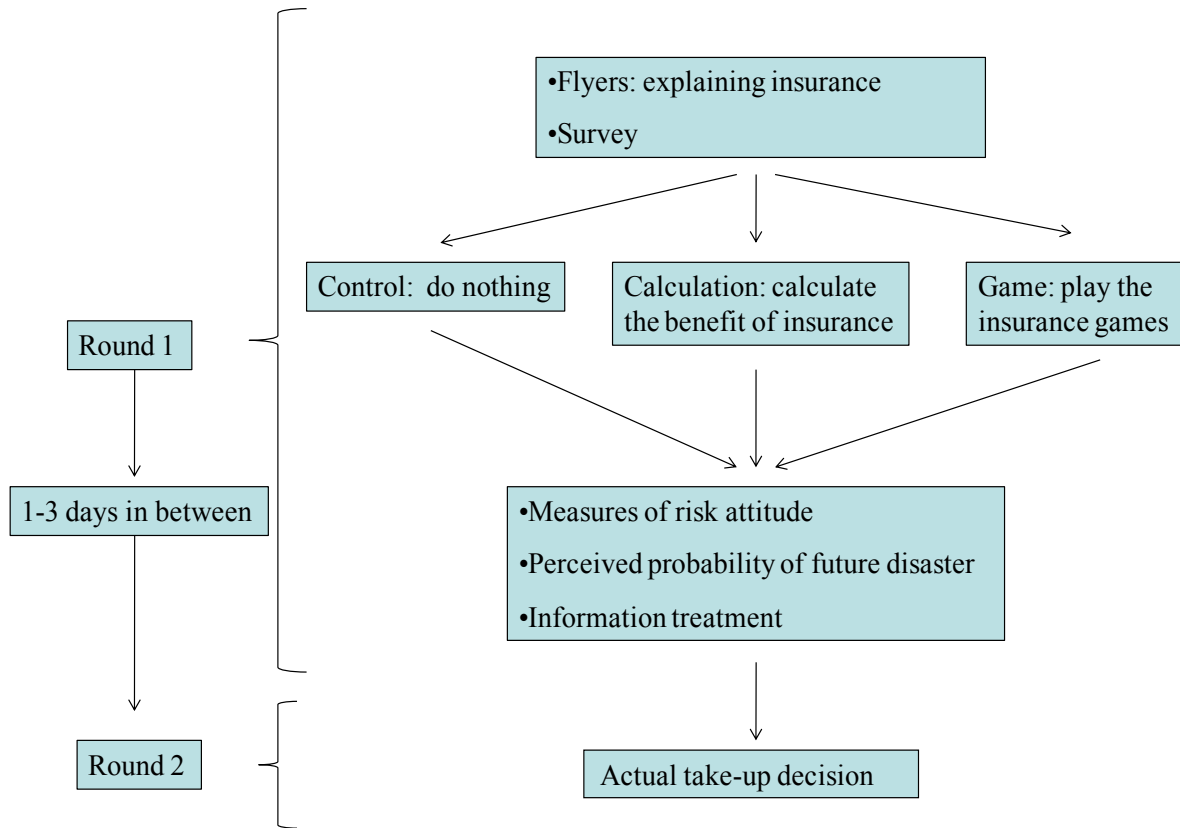 •Flyers: explaining insurance
•Survey
Control:  do nothing
Calculation: calculate
the benefit of insurance
Game: play the
insurance games
Round 1
1-3 days in between
•Measures of risk attitude
•Perceived probability of future disaster
•Information treatment
Round 2
Actual take-up decision